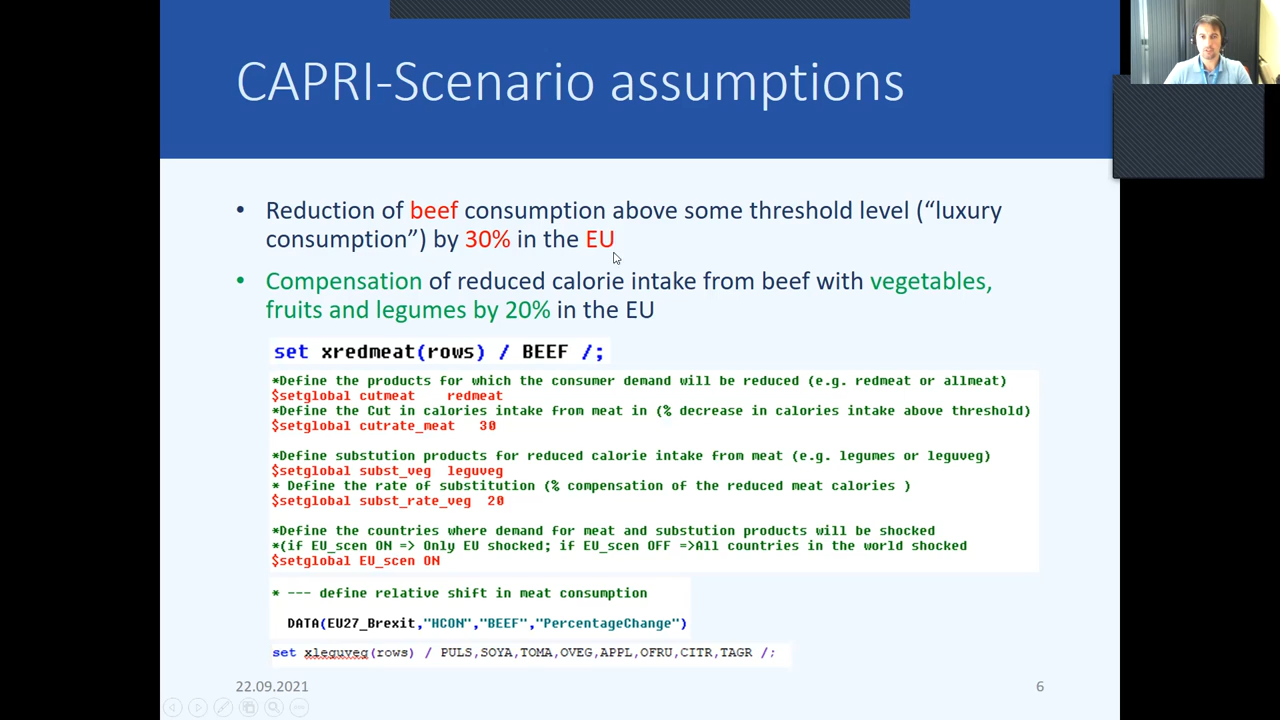 CAPRI-Scenario assumptions
• Reduction of beef consumption above some threshold level (“luxury
consumption”) by 30% in the EU
• Compensation of reduced calorie intake from beef with vegetables,
fruits and legumes by 20% in the EU
set xredmeat(rows) / BEEF /;
*Define the products for which the consumer demand will be reduced (e.g. redmeat or allmeat)
$setglobal cutmeat redmeat
*Define the Cut in calories intake from meat in (% decrease in calories intake above threshold)
$setglobal cutrate_meat 30
*Define substution products for reduced calorie intake from meat (e.g. legumes or leguveg)
$setglobal subst_veg leguveg
* Define the rate of substitution (% compensation of the reduced meat calories )
$setglobal subst_rate_veg 20
*Define the countries where demand for meat and substution products will be shocked
*(if EU_scen ON => Only EU shocked; if EU_scen OFF =>All countries in the world shocked
$setglobal EU_scen ON
* --- define relative shift in meat consumption
DATA(EU27_Brexit,"HCON","BEEF","PercentageChange")
set xleguveg(rows) / PULS,SOYA,TOMA,OVEG,APPL,OFRU,CITR,TAGR /;
22.09.2021
6